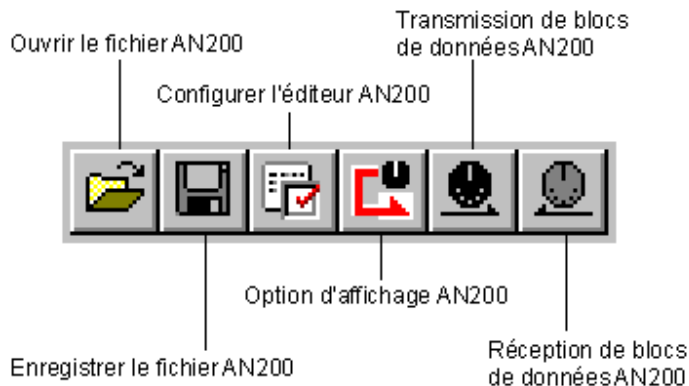 Transmission de blocs
de données AN200
Ouvrir le fichier AN200
Configurer l'éditeur AN200
Option d'affichage AN200
Enregistrer le fichier AN200
Réception de blocs
de données AN200